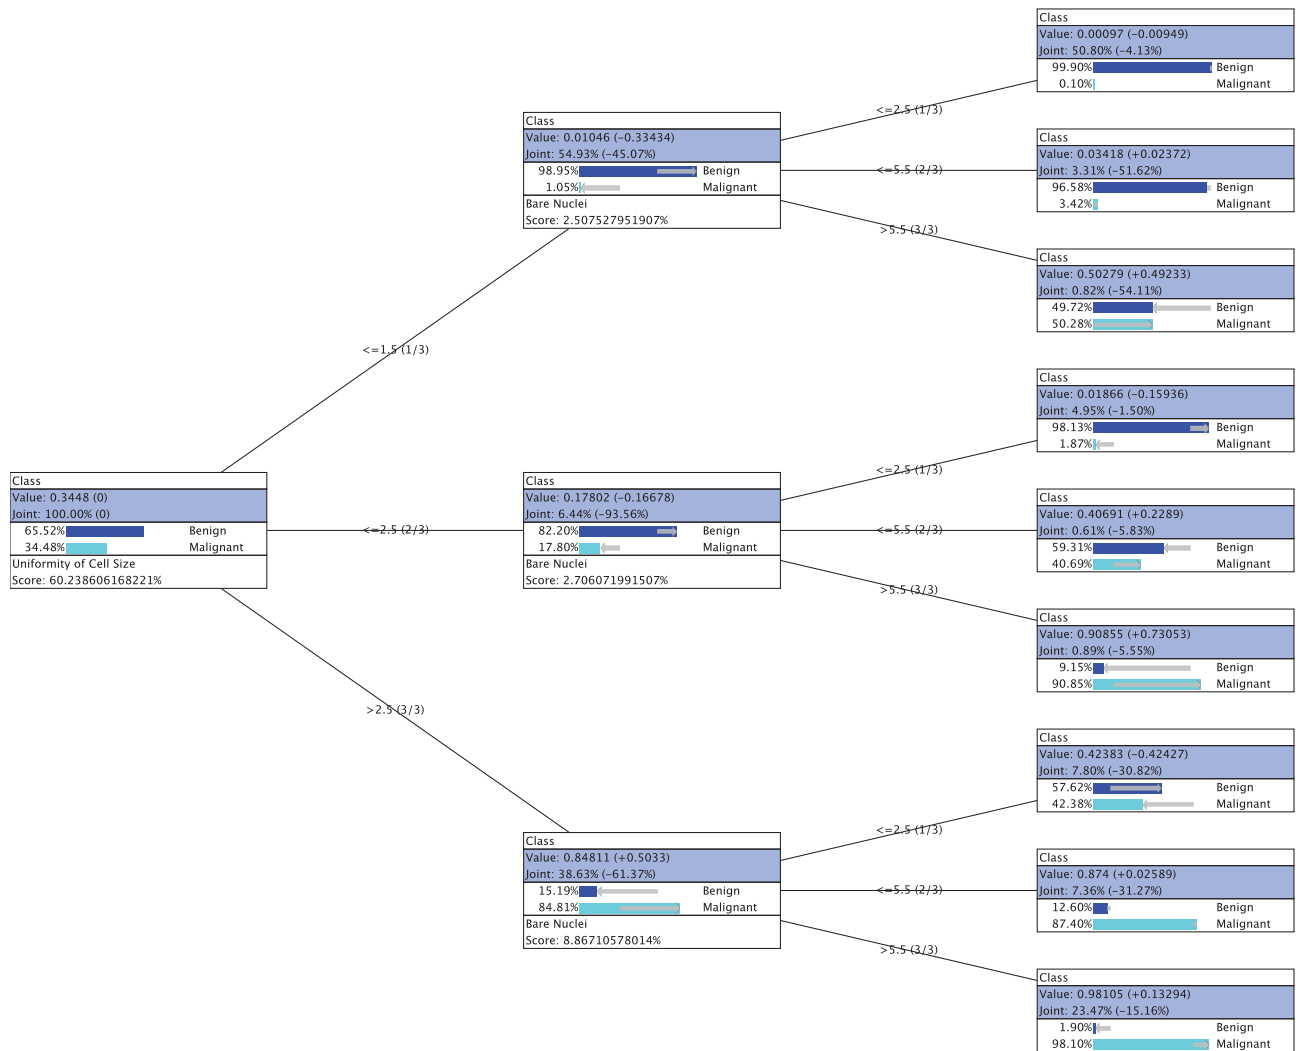 Class
Value: 0.3448 (0)
Joint: 100.00% (0)
65.52% Benign
34.48% Malignant
Uniformity of Cell Size
Score: 60.238606168221%
<=1.5 (1/3)
<=2.5 (2/3)
>2.5 (3/3)
Class
Value: 0.01046 (-0.33434)
Joint: 54.93% (-45.07%)
98.95% Benign
1.05% Malignant
Bare Nuclei
Score: 2.507527951907%
<=2.5 (1/3)
<=5.5 (2/3)
>5.5 (3/3)
Class
Value: 0.00097 (-0.00949)
Joint: 50.80% (-4.13%)
99.90% Benign
0.10% Malignant
Class
Value: 0.03418 (+0.02372)
Joint: 3.31% (-51.62%)
96.58% Benign
3.42% Malignant
Class
Value: 0.50279 (+0.49233)
Joint: 0.82% (-54.11%)
49.72% Benign
50.28% Malignant
Class
Value: 0.17802 (-0.16678)
Joint: 6.44% (-93.56%)
82.20% Benign
17.80% Malignant
Bare Nuclei
Score: 2.706071991507%
<=2.5 (1/3)
<=5.5 (2/3)
>5.5 (3/3)
Class
Value: 0.01866 (-0.15936)
Joint: 4.95% (-1.50%)
98.13% Benign
1.87% Malignant
Class
Value: 0.40691 (+0.2289)
Joint: 0.61% (-5.83%)
59.31% Benign
40.69% Malignant
Class
Value: 0.90855 (+0.73053)
Joint: 0.89% (-5.55%)
9.15% Benign
90.85% Malignant
Class
Value: 0.84811 (+0.5033)
Joint: 38.63% (-61.37%)
15.19% Benign
84.81% Malignant
Bare Nuclei
Score: 8.86710578014%
<=2.5 (1/3)
<=5.5 (2/3)
>5.5 (3/3)
Class
Value: 0.42383 (-0.42427)
Joint: 7.80% (-30.82%)
57.62% Benign
42.38% Malignant
Class
Value: 0.874 (+0.02589)
Joint: 7.36% (-31.27%)
12.60% Benign
87.40% Malignant
Class
Value: 0.98105 (+0.13294)
Joint: 23.47% (-15.16%)
1.90% Benign
98.10% Malignant